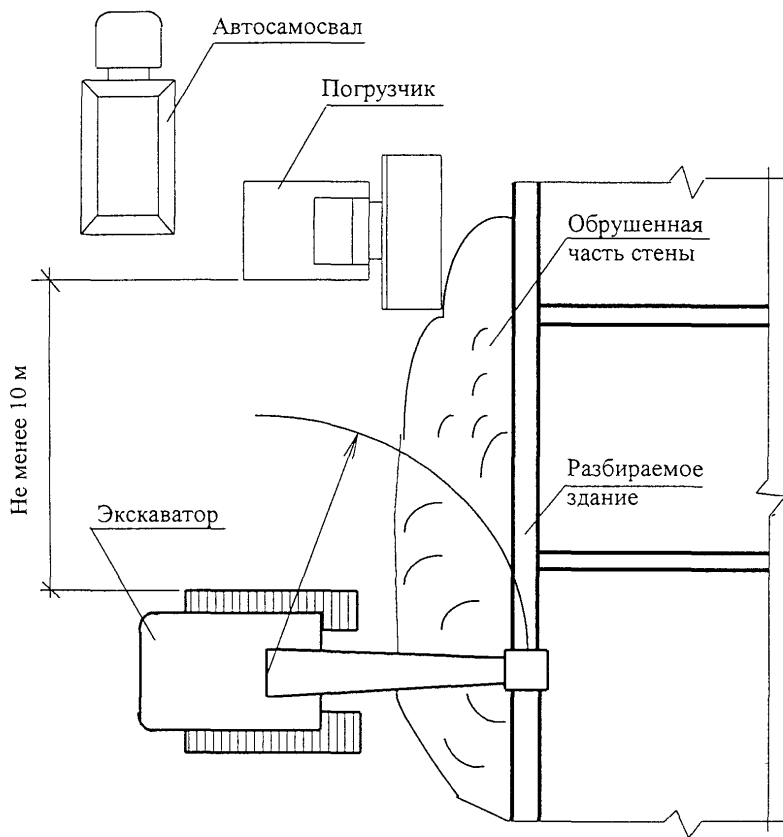 Автосамосвал
Погрузчик
Обрушенная
часть стены
Не менее 10 м
Разбираемое
здание
Экскаватор